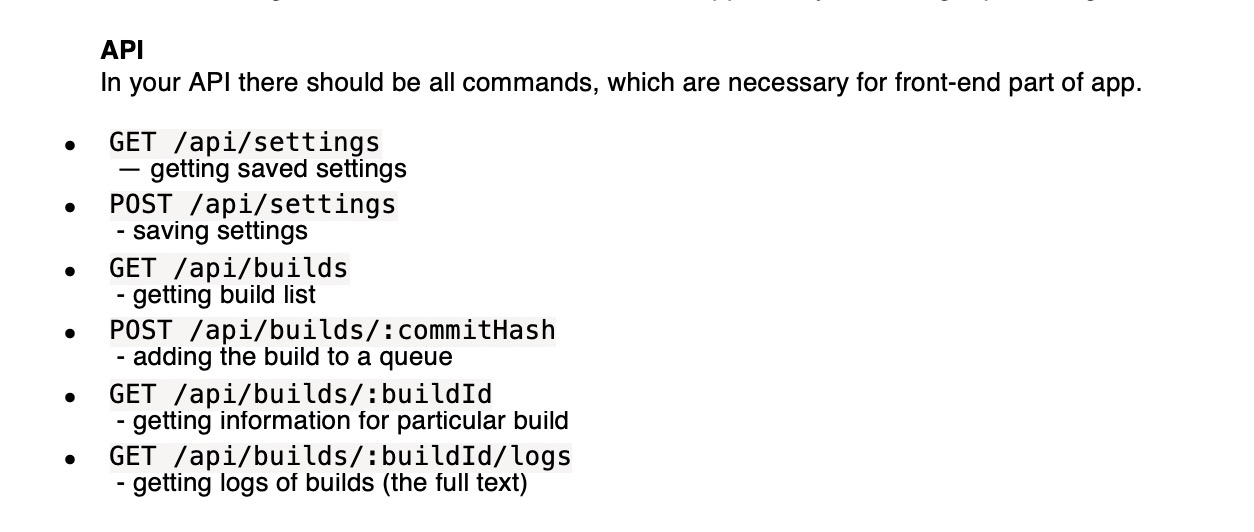 API
In your API there should be all commands, which are necessary for front-end part of app.
• GET /api/settings
— getting saved settings
• POST /api/settings
- saving settings
• GET /api/builds
- getting build list
• POST /api/builds/:commitHash
- adding the build to a queue
• GET /api/builds/:buildId
- getting information for particular build
• GET /api/builds/:buildId/logs
- getting logs of builds (the full text)